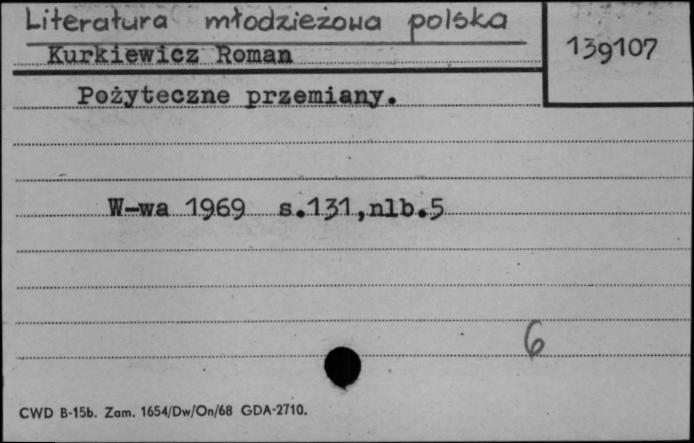 Literatura młodzieżowa polska
139107
Kurkiewicz Roman
Pożyteczne przemiany.
W-wa 1969 s.131,nlb.5
6
CWD B-15b. Zam. 1654/Dw/On/68 GDA-2710.